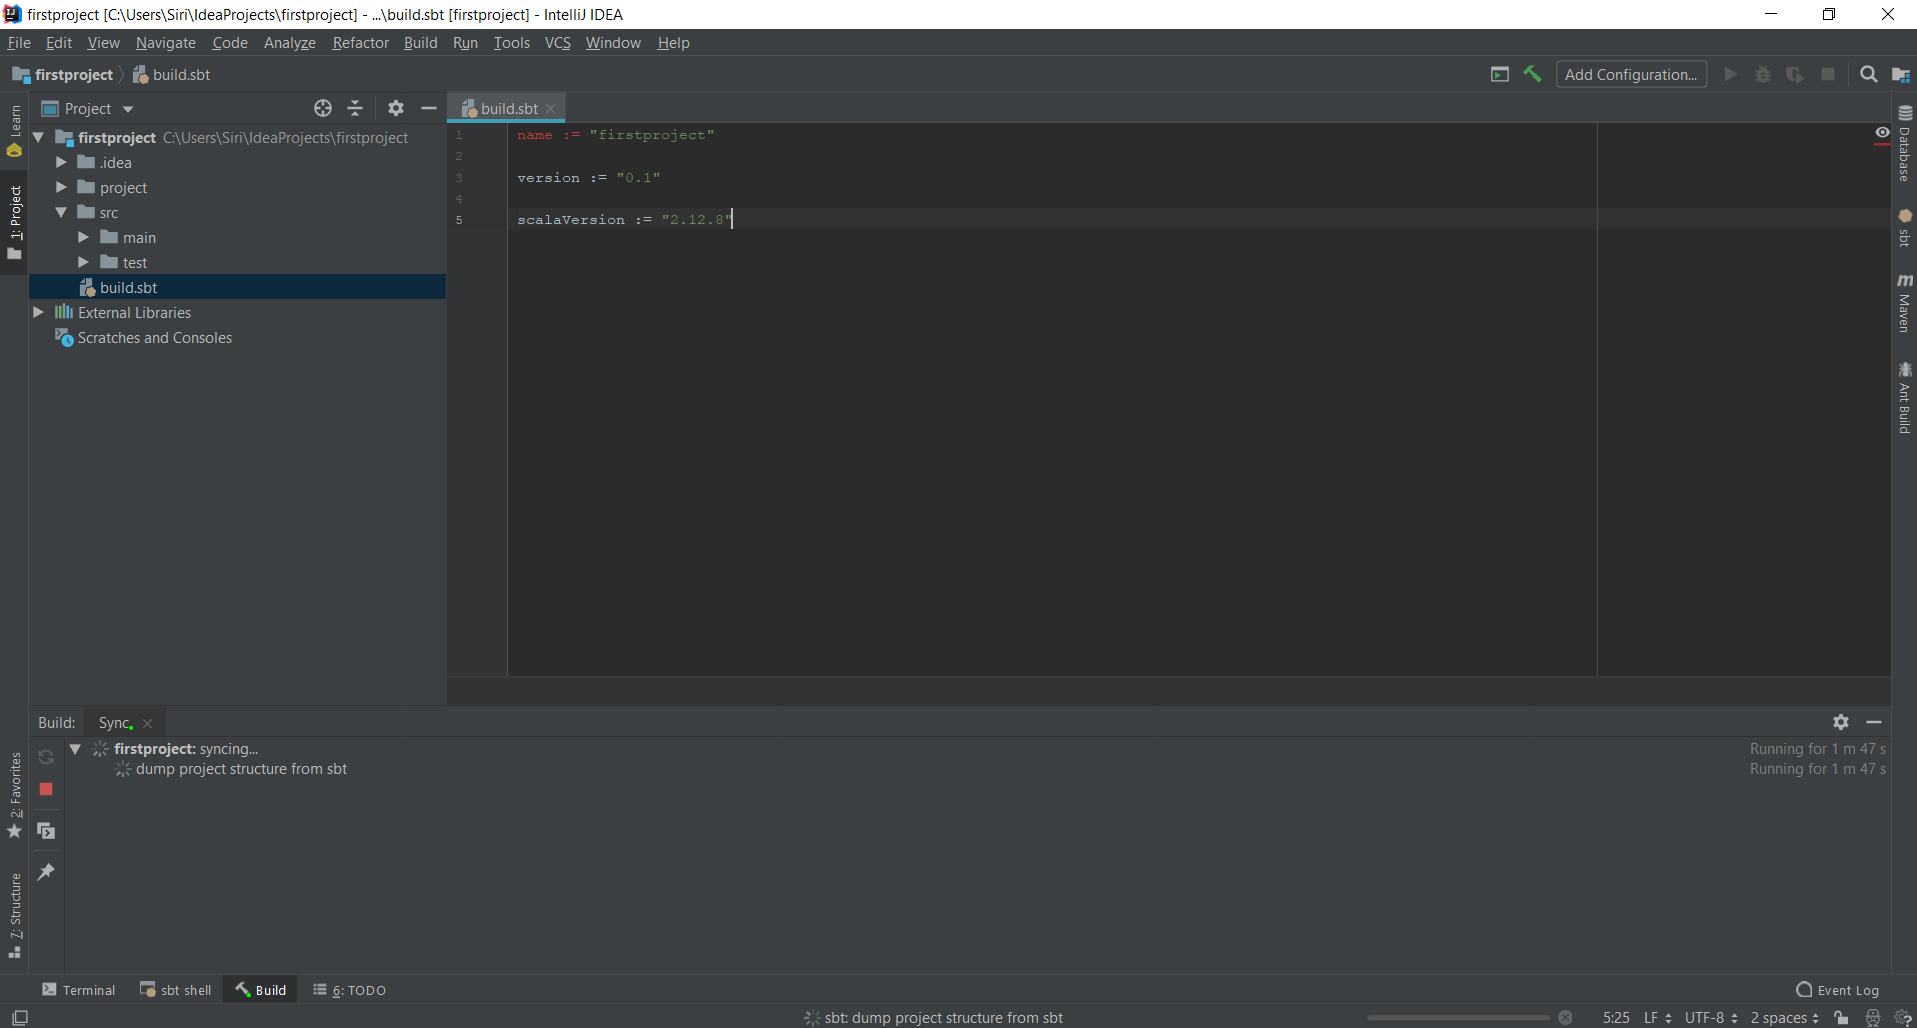 firstproject [C:\Users\Siri\IdeaProjects\firstproject] - ...\build.sbt [firstproject] - IntelliJ IDEA
File Edit View Navigate Code Analyze Refactor Build Run Tools VCS Window Help
firstproject build.sbt Add Configuration...
Project
build.sbt
Learn
1: Project
2: Favorites
7: Structure
firstproject C:\Users\Siri\IdeaProjects\firstproject
.idea
project
src
main
test
build.sbt
External Libraries
Scratches and Consoles
1 name := "firstproject"
2
3 version := "0.1"
4
5 scalaVersion := "2.12.8"
Database
sbt
Maven
Ant Build
Build: Sync
firstproject: syncing... Running for 1 m 47 s
dump project structure from sbt Running for 1 m 47 s
Terminal sbt shell Build 6: TODO Event Log
sbt: dump project structure from sbt 5:25 LF UTF-8 2 spaces